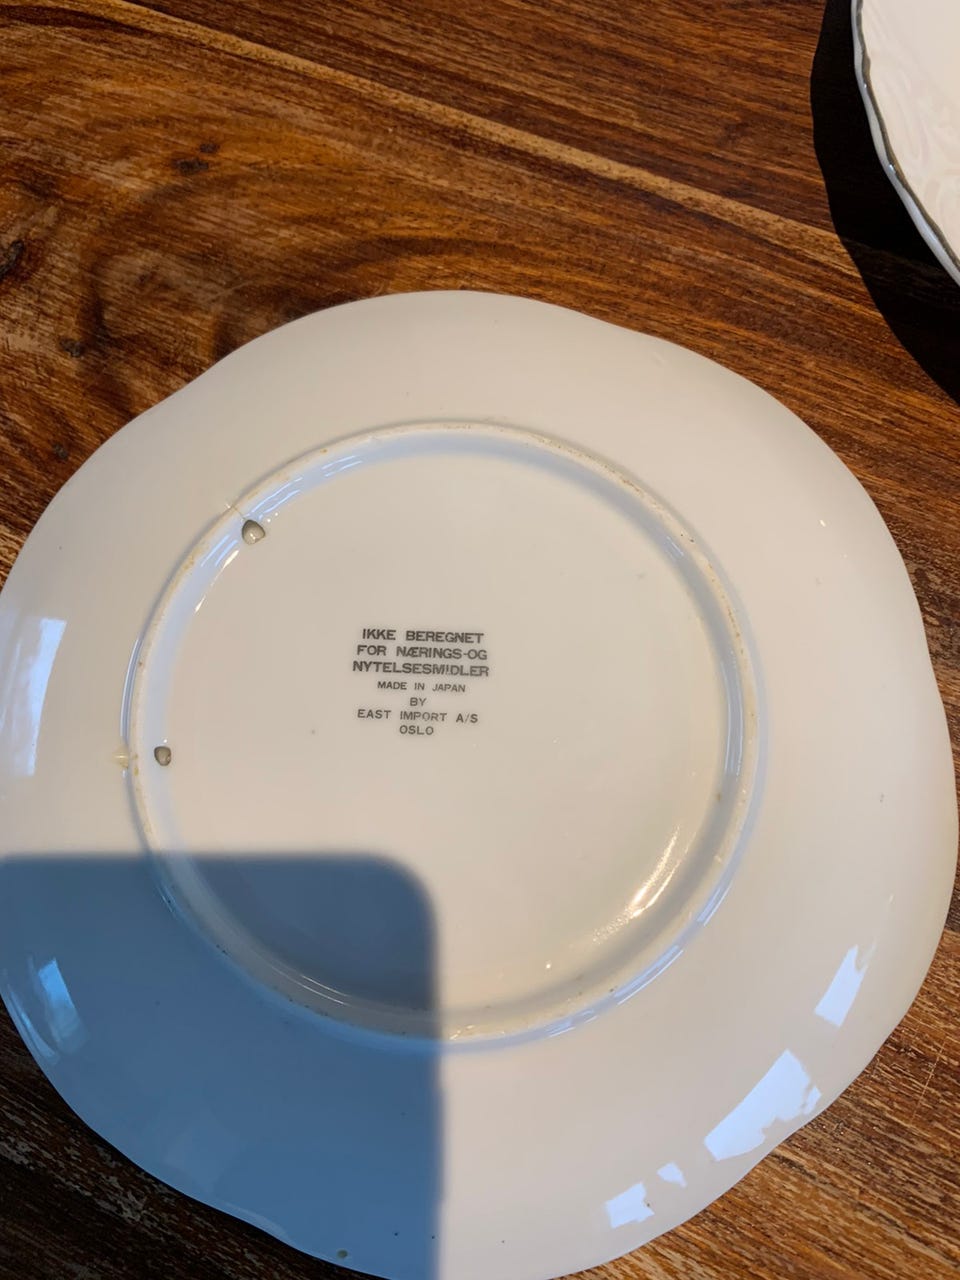 IKKE BEREGNET
FOR NÆRINGS-OG
NYTELSESMIDLER
MADE IN JAPAN
BY
EAST IMPORT A/S
OSLO